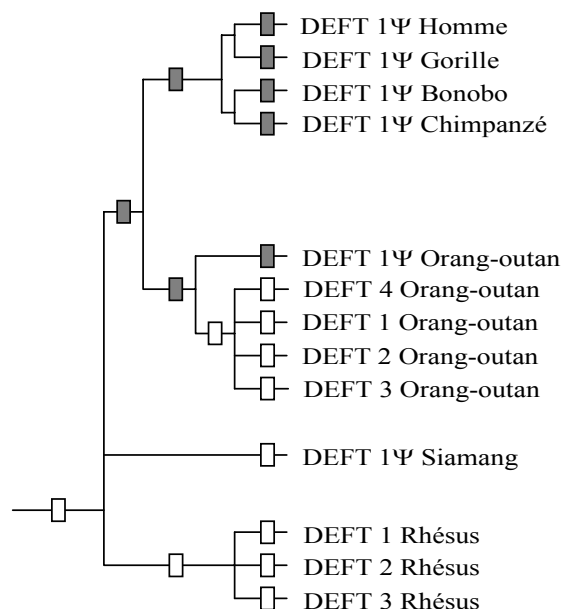 DEFT 1Ψ Homme
DEFT 1Ψ Gorille
DEFT 1Ψ Bonobo
DEFT 1Ψ Chimpanzé
DEFT 1Ψ Orang-outan
DEFT 4 Orang-outan
DEFT 1 Orang-outan
DEFT 2 Orang-outan
DEFT 3 Orang-outan
DEFT 1Ψ Siamang
DEFT 1 Rhésus
DEFT 2 Rhésus
DEFT 3 Rhésus